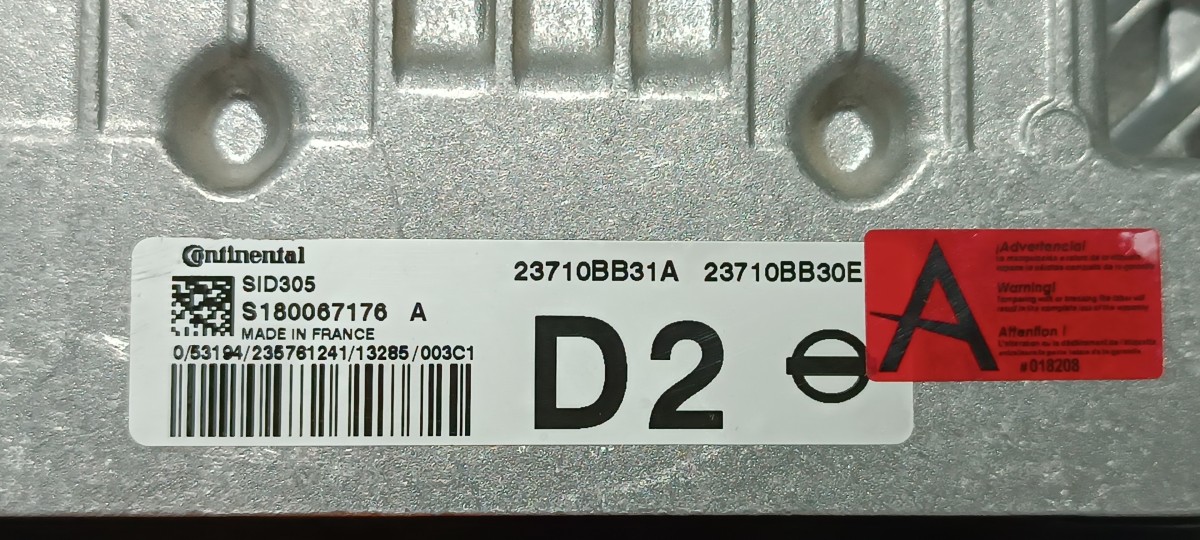 Continental
SID305
S180067176 A
MADE IN FRANCE
0/53194/235761241/13285/003C1
23710BB31A 23710BB30E
D2
A
¡Advertencia!
Warning!
Attention !
#018208